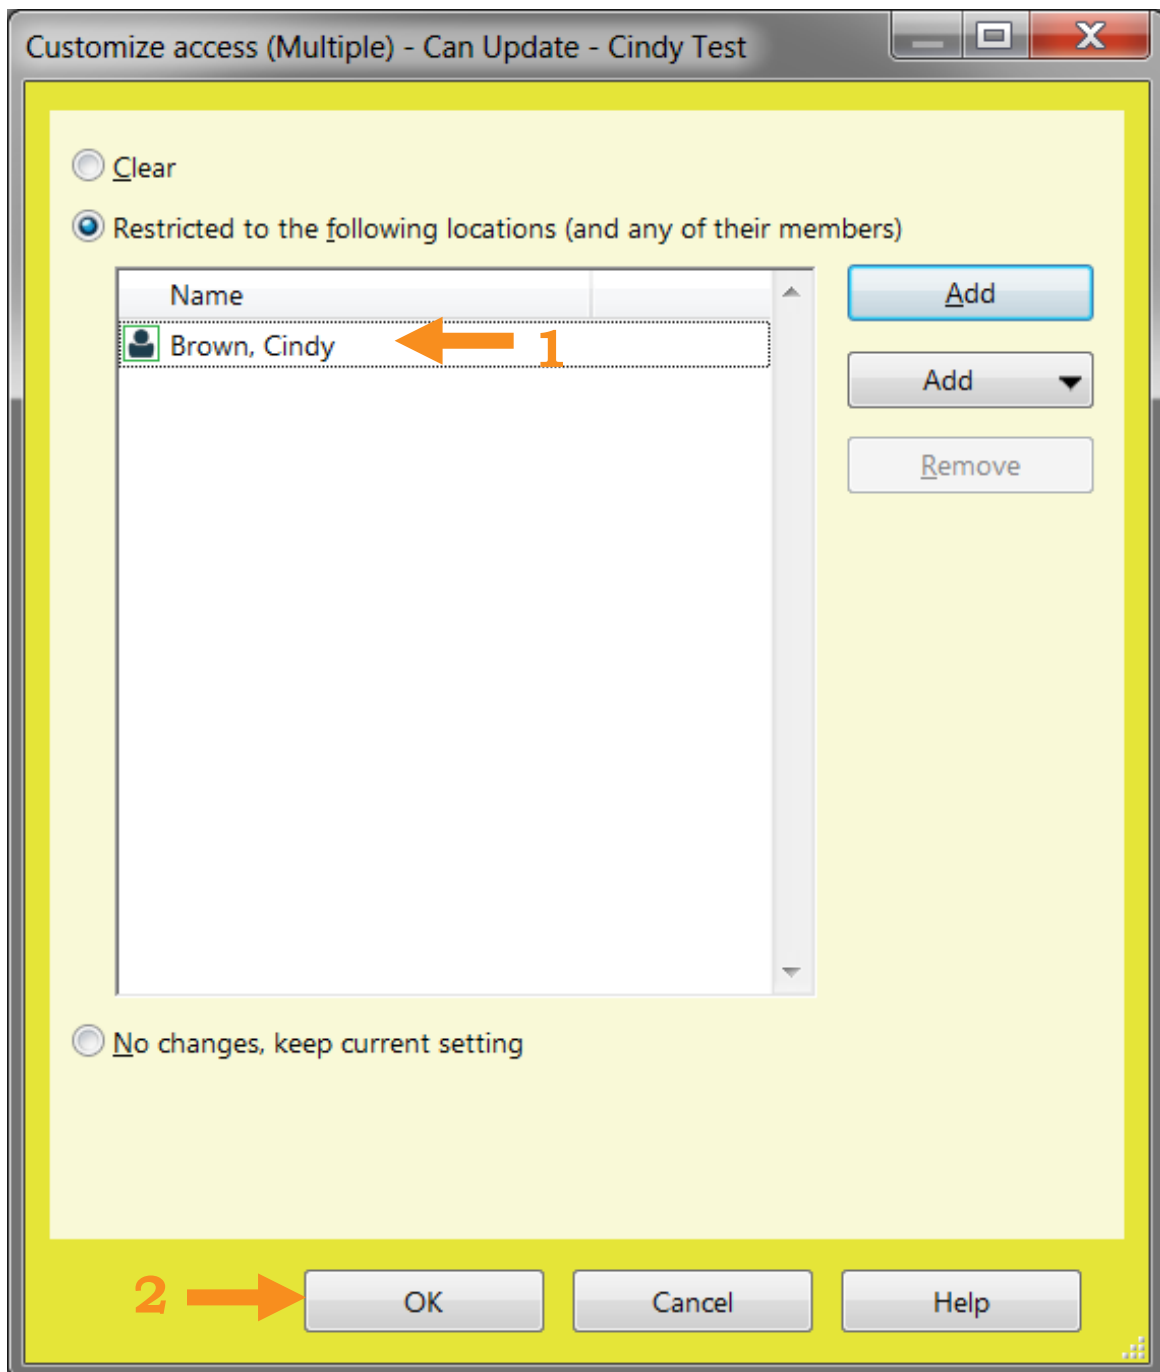 Customize access (Multiple) - Can Update - Cindy Test
X
Clear
Restricted to the following locations (and any of their members)
Name
Add
Brown, Cindy
1
Add
Remove
No changes, keep current setting
2
OK
Cancel
Help